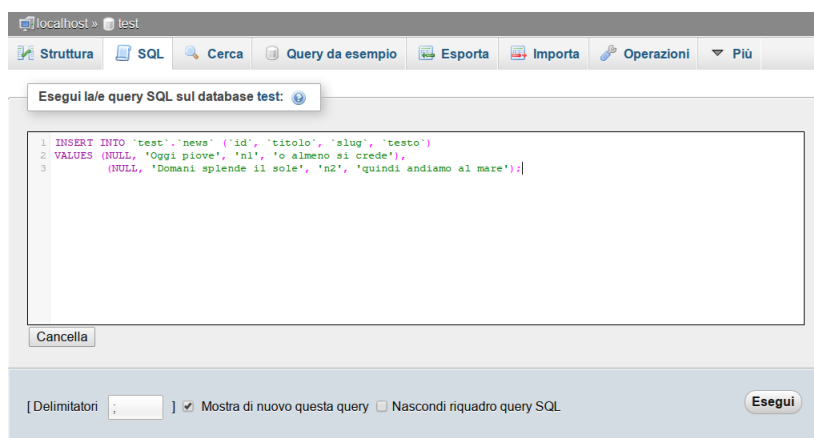 localhost » test
Struttura SQL Cerca Query da esempio Esporta Importa Operazioni Più
Esegui la/e query SQL sul database test:
1 INSERT INTO `test`.`news` (`id`, `titolo`, `slug`, `testo`)
2 VALUES (NULL, 'Oggi piove', 'n1', 'o almeno si crede'),
3 (NULL, 'Domani splende il sole', 'n2', 'quindi andiamo al mare');
Cancella
[ Delimitatori ; ] Mostra di nuovo questa query Nascondi riquadro query SQL Esegui